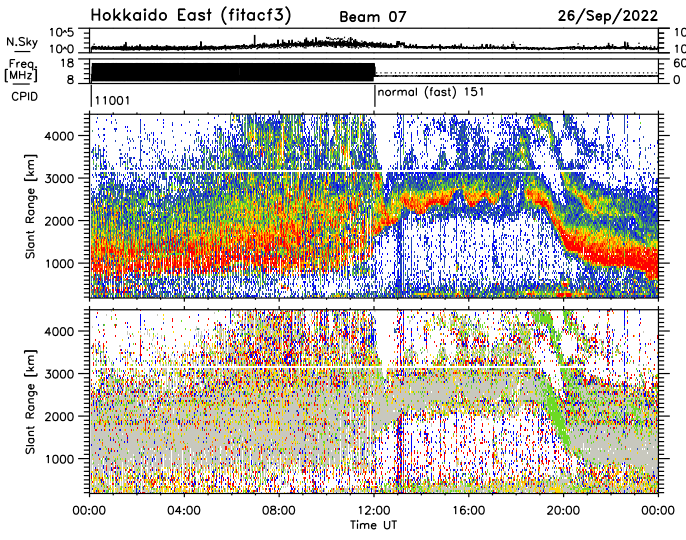 Hokkaido East (fitacf3) Beam 07 26/Sep/2022
N.Sky 10^5 10^0
Freq. [MHz] 18 8 60 0
CPID 11001 normal (fast) 151
Slant Range [km] 4000 3000 2000 1000
Slant Range [km] 4000 3000 2000 1000
00:00 04:00 08:00 12:00 16:00 20:00 00:00
Time UT